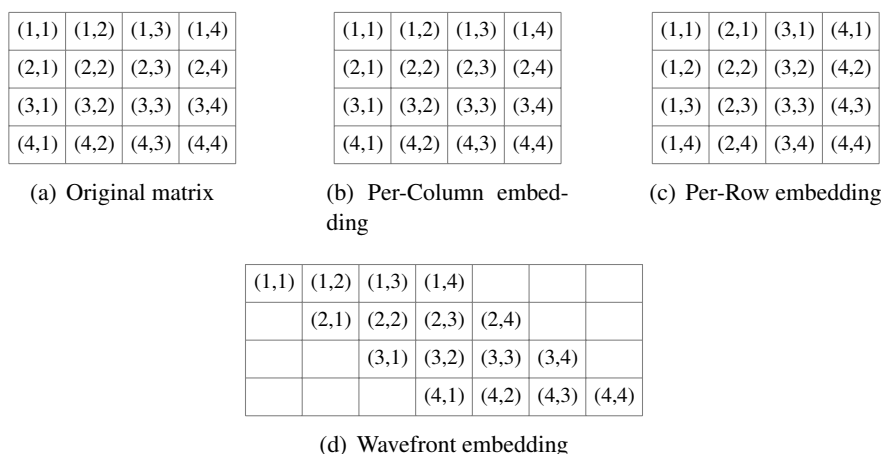 (1,1) (1,2) (1,3) (1,4)
(2,1) (2,2) (2,3) (2,4)
(3,1) (3,2) (3,3) (3,4)
(4,1) (4,2) (4,3) (4,4)
(a) Original matrix
(1,1) (1,2) (1,3) (1,4)
(2,1) (2,2) (2,3) (2,4)
(3,1) (3,2) (3,3) (3,4)
(4,1) (4,2) (4,3) (4,4)
(b) Per-Column embed-
ding
(1,1) (2,1) (3,1) (4,1)
(1,2) (2,2) (3,2) (4,2)
(1,3) (2,3) (3,3) (4,3)
(1,4) (2,4) (3,4) (4,4)
(c) Per-Row embedding
(1,1) (1,2) (1,3) (1,4)
(2,1) (2,2) (2,3) (2,4)
(3,1) (3,2) (3,3) (3,4)
(4,1) (4,2) (4,3) (4,4)
(d) Wavefront embedding